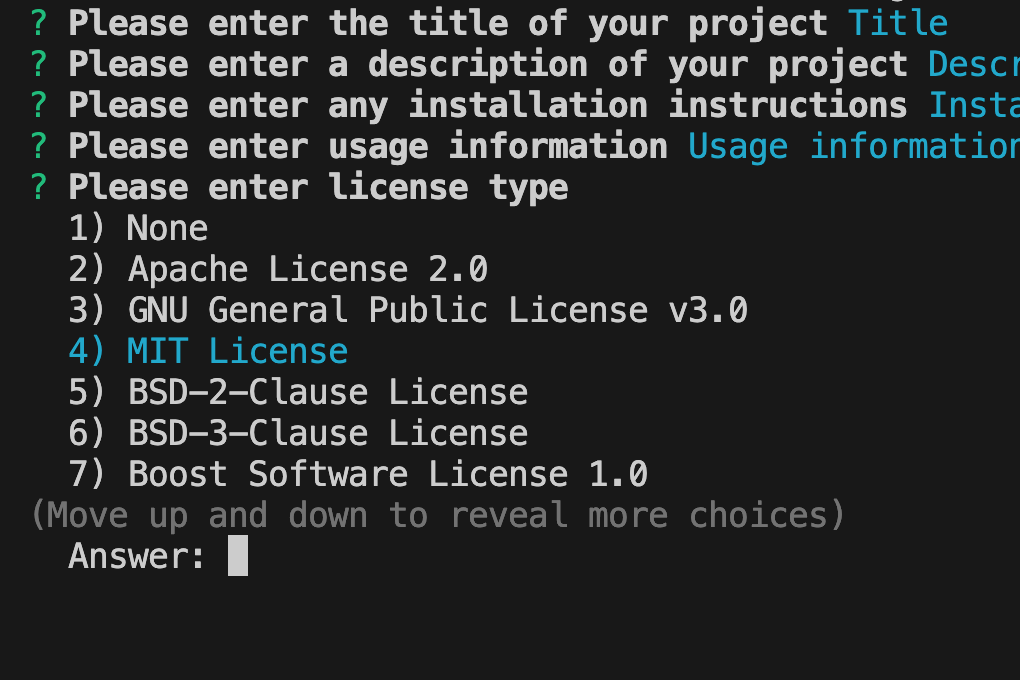 ? Please enter the title of your project Title
? Please enter a description of your project
? Please enter any installation instructions
? Please enter usage information Usage information
? Please enter license type
1) None
2) Apache License 2.0
3) GNU General Public License v3.0
4) MIT License
5) BSD-2-Clause License
6) BSD-3-Clause License
7) Boost Software License 1.0
(Move up and down to reveal more choices)
Answer: